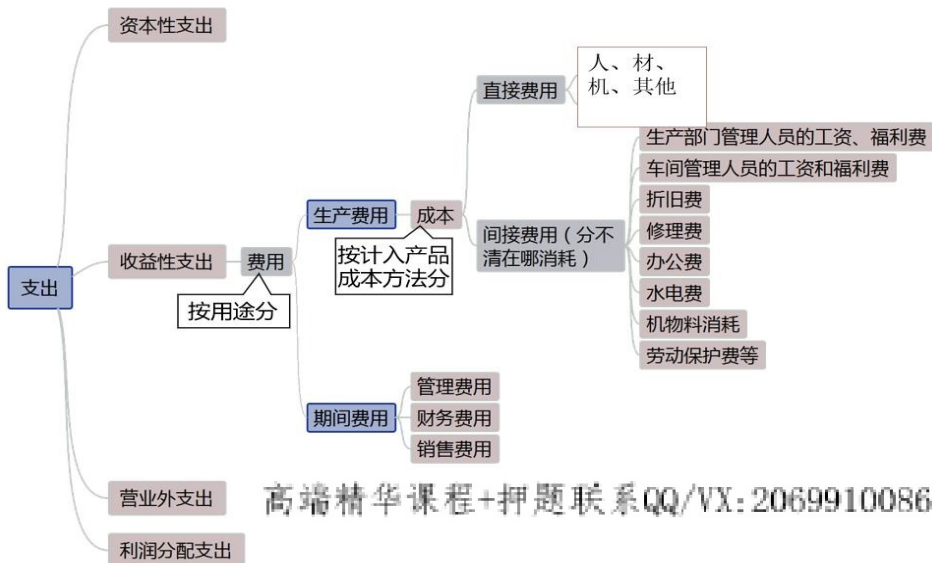 支出
资本性支出
收益性支出
费用
按用途分
生产费用
成本
按计入产品
成本方法分
直接费用
人、材、
机、其他
间接费用（分不
清在哪消耗）
生产部门管理人员的工资、福利费
车间管理人员的工资和福利费
折旧费
修理费
办公费
水电费
机物料消耗
劳动保护费等
期间费用
管理费用
财务费用
销售费用
营业外支出
利润分配支出
高端精华课程+押题联系QQ/VX:2069910086